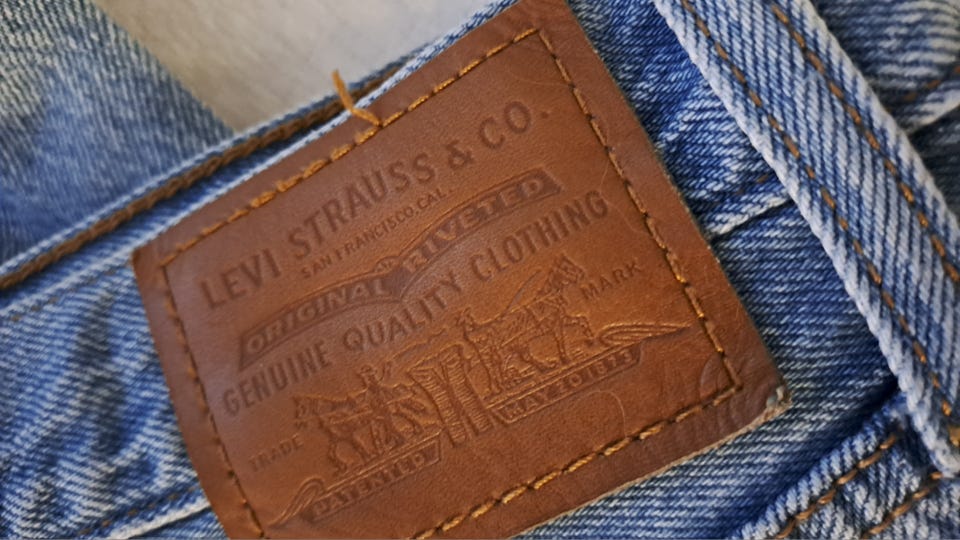 LEVI STRAUSS & CO.
SAN FRANCISCO, CAL.
ORIGINAL RIVETED
GENUINE QUALITY CLOTHING
TRADE MARK
PATENTED MAY 20 1873